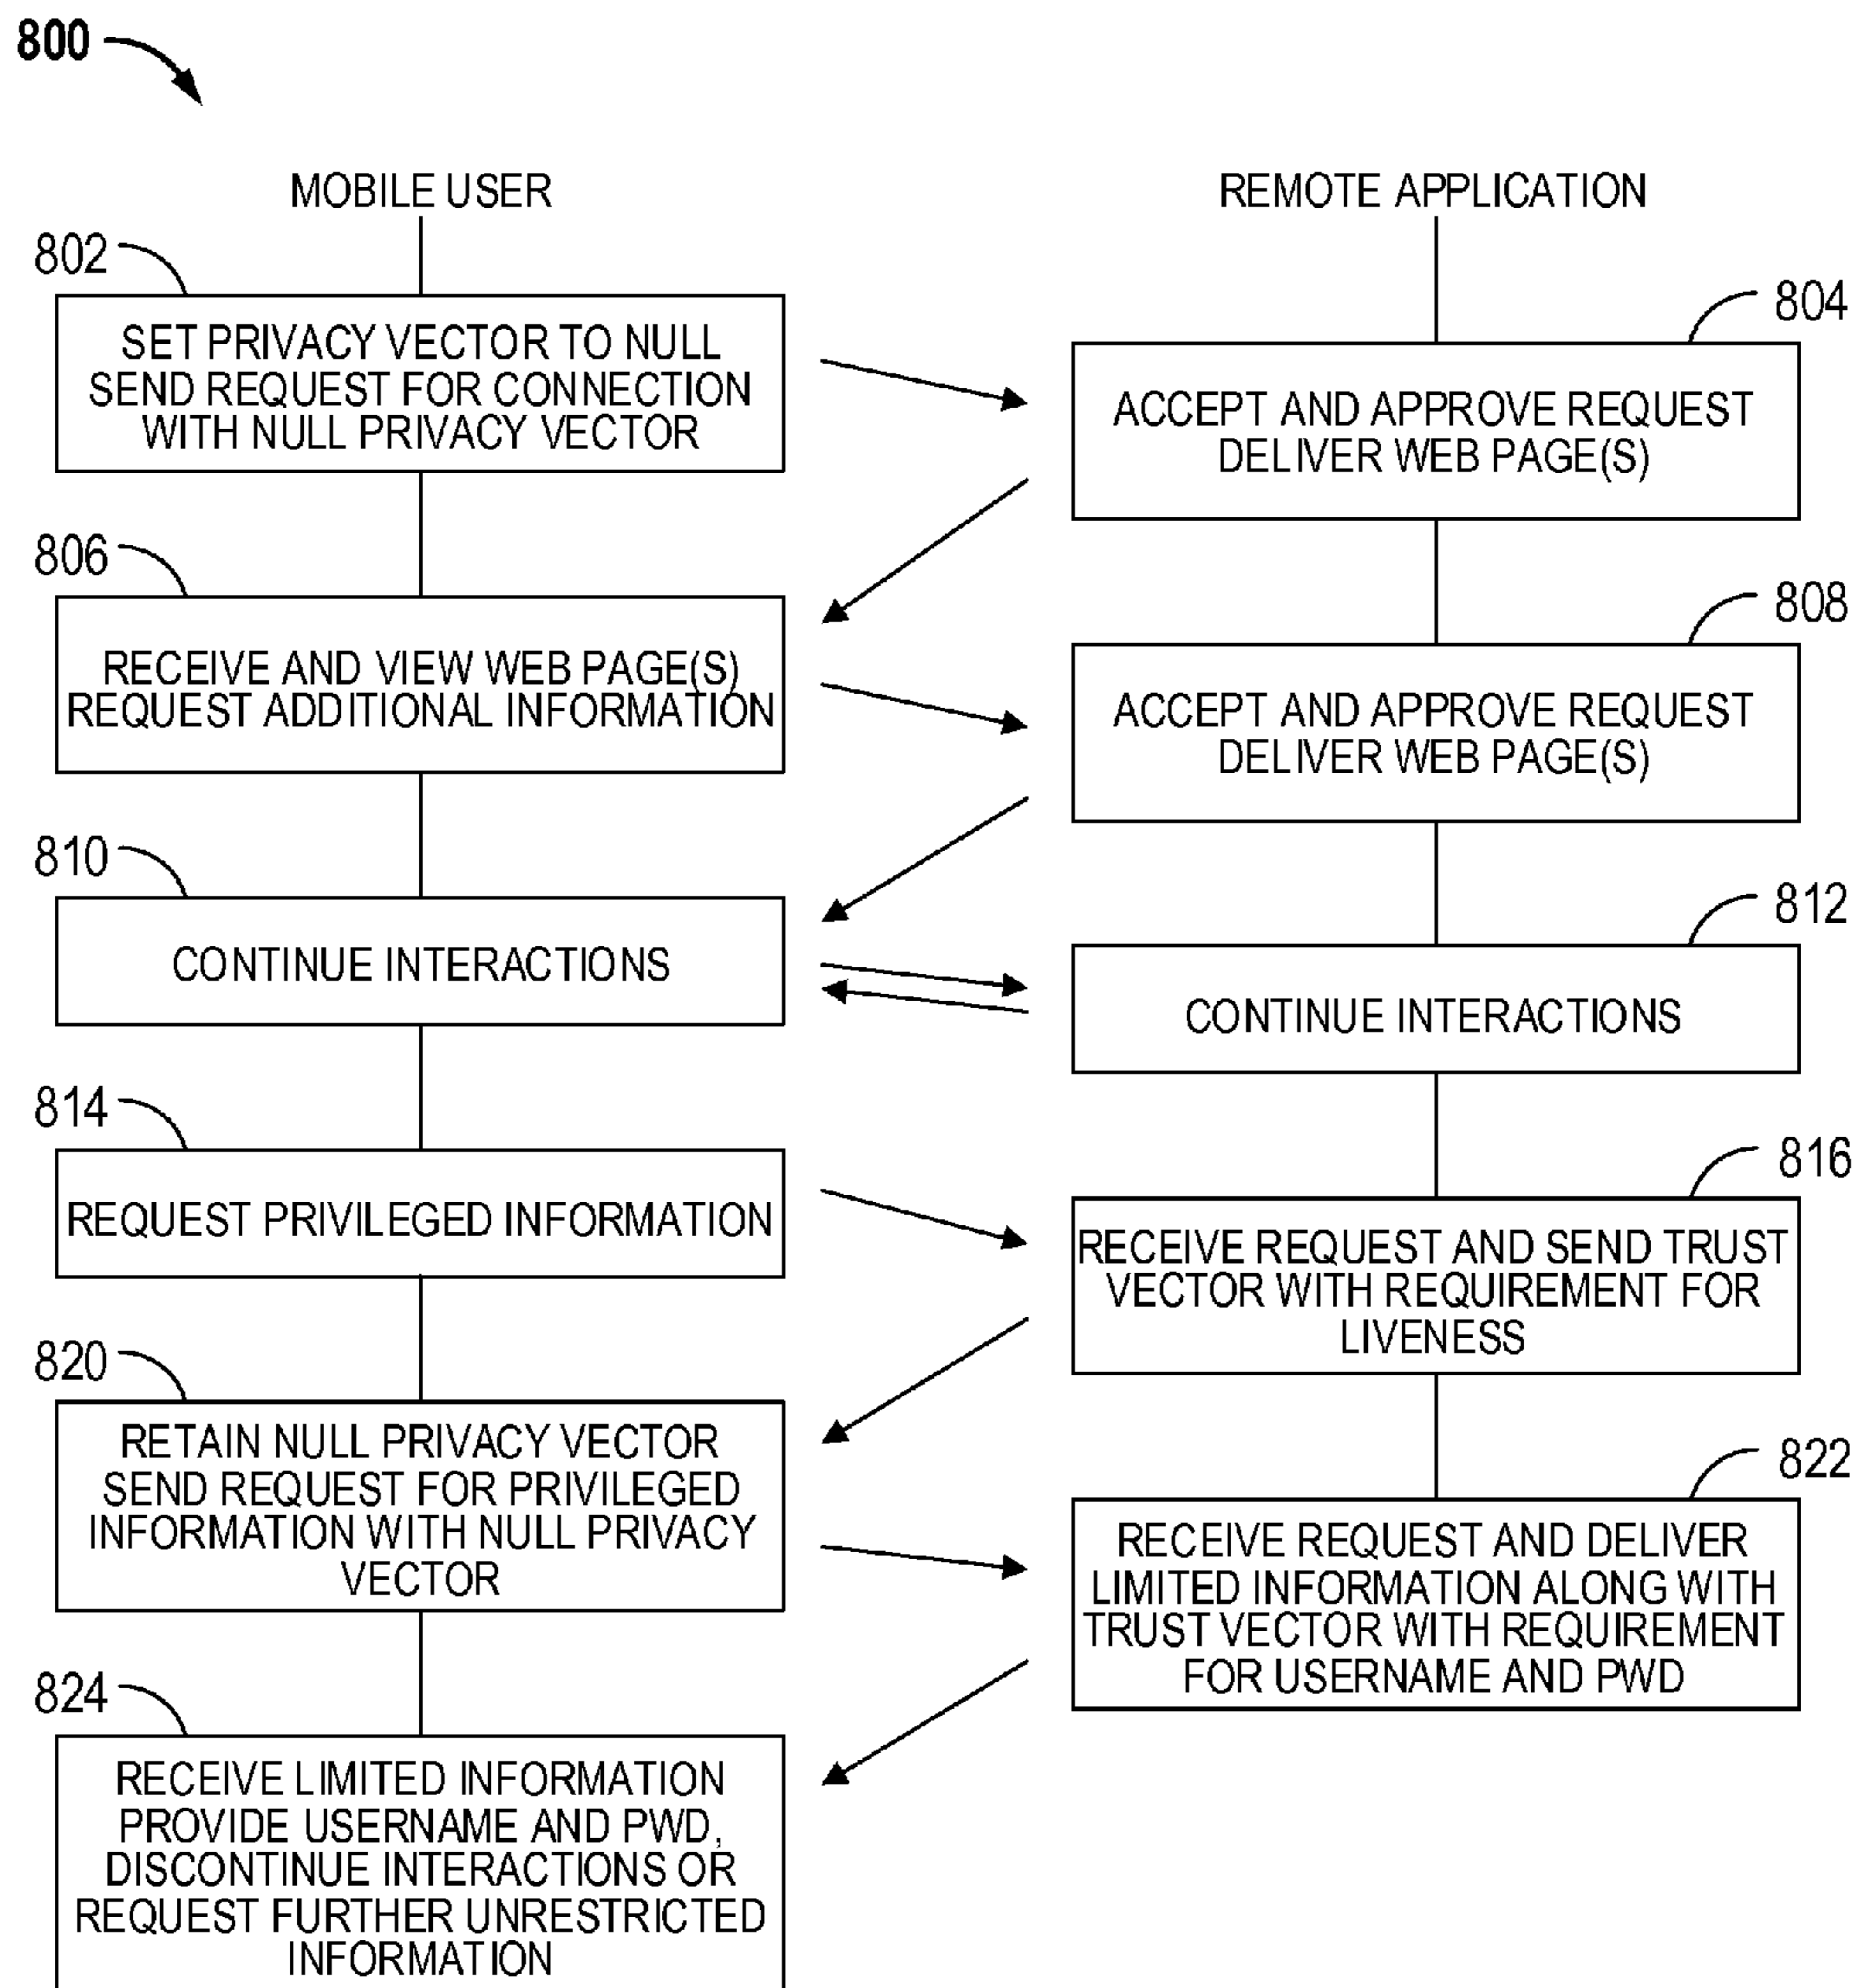 800
MOBILE USER
REMOTE APPLICATION
802
SET PRIVACY VECTOR TO NULL
SEND REQUEST FOR CONNECTION
WITH NULL PRIVACY VECTOR
804
ACCEPT AND APPROVE REQUEST
DELIVER WEB PAGE(S)
806
RECEIVE AND VIEW WEB PAGE(S)
REQUEST ADDITIONAL INFORMATION
808
ACCEPT AND APPROVE REQUEST
DELIVER WEB PAGE(S)
810
CONTINUE INTERACTIONS
812
CONTINUE INTERACTIONS
814
REQUEST PRIVILEGED INFORMATION
816
RECEIVE REQUEST AND SEND TRUST
VECTOR WITH REQUIREMENT FOR
LIVENESS
820
RETAIN NULL PRIVACY VECTOR
SEND REQUEST FOR PRIVILEGED
INFORMATION WITH NULL PRIVACY
VECTOR
822
RECEIVE REQUEST AND DELIVER
LIMITED INFORMATION ALONG WITH
TRUST VECTOR WITH REQUIREMENT
FOR USERNAME AND PWD
824
RECEIVE LIMITED INFORMATION
PROVIDE USERNAME AND PWD,
DISCONTINUE INTERACTIONS OR
REQUEST FURTHER UNRESTRICTED
INFORMATION